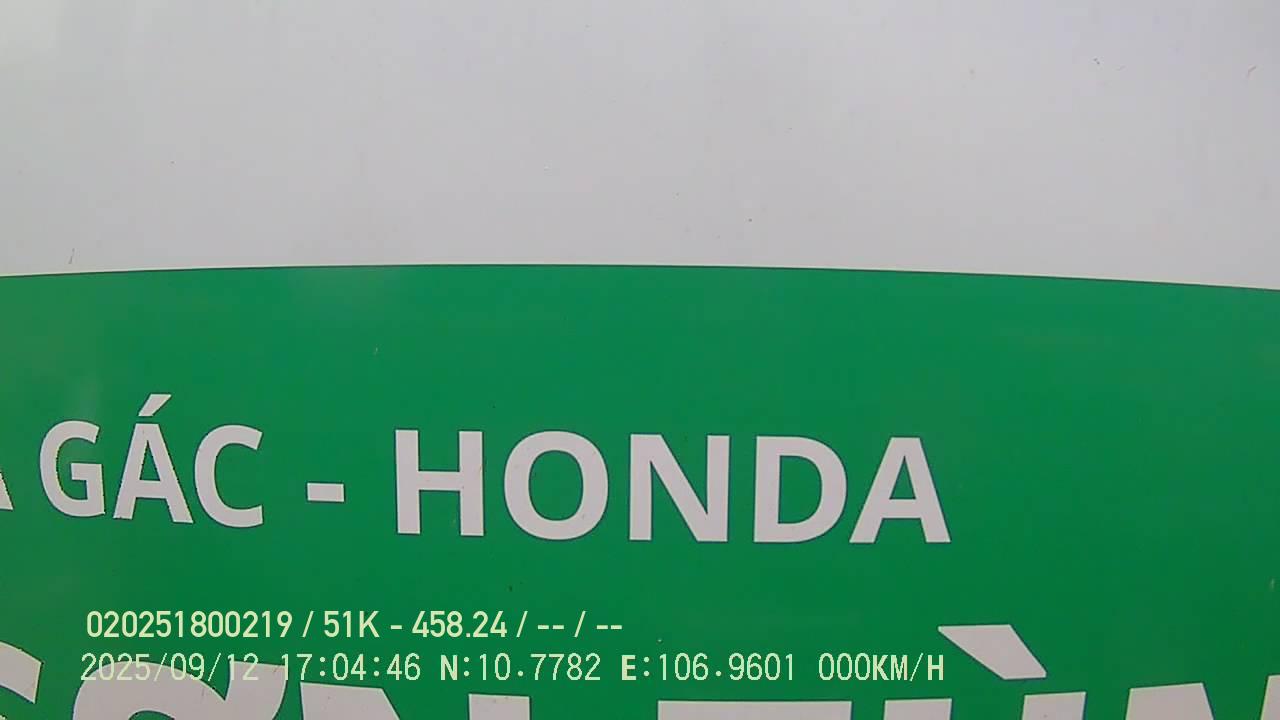 GÁC - HONDA
020251800219 / 51K - 458.24 / -- / --
2025/09/12 17:04:46 N:10.7782 E:106.9601 000KM/H